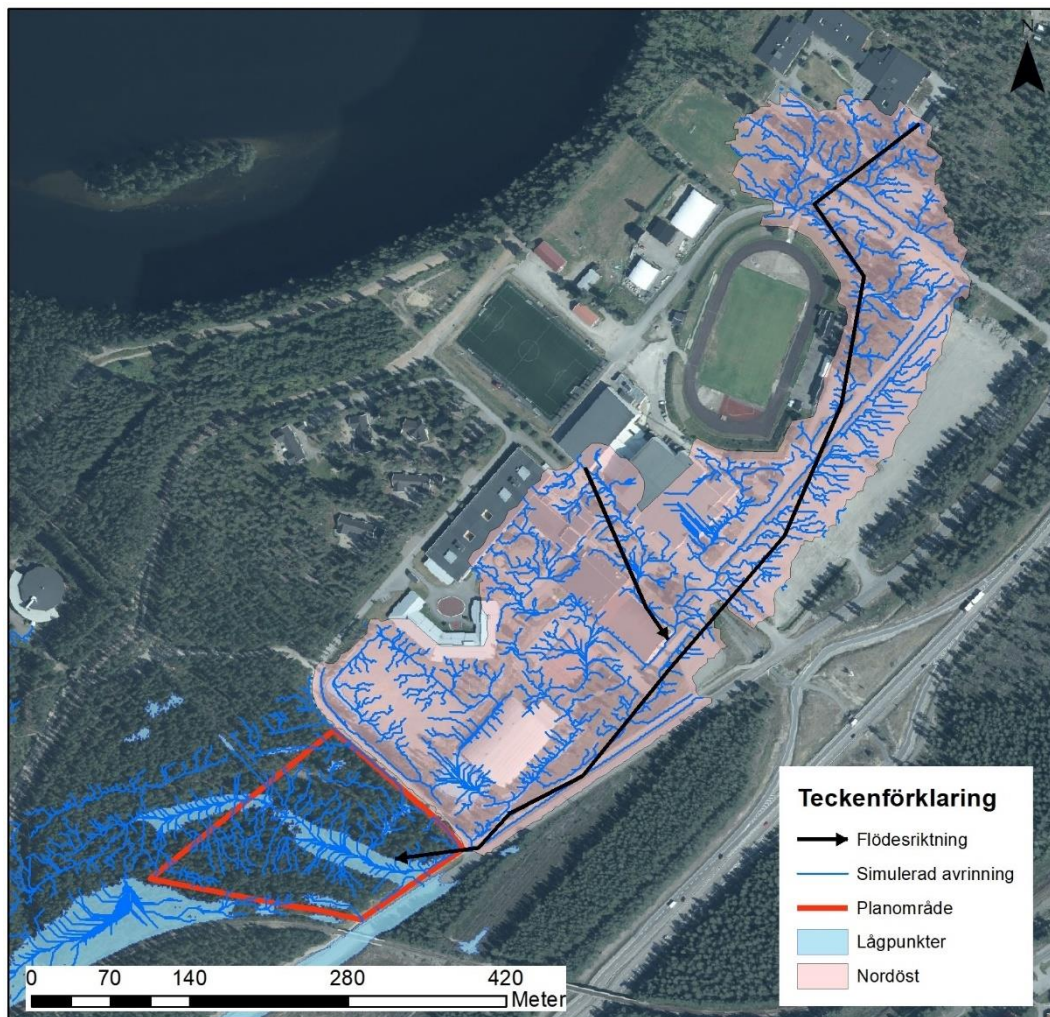 N
Teckenförklaring
Flödesriktning
Simulerad avrinning
Planområde
Lågpunkter
Nordöst
0 70 140 280 420
Meter